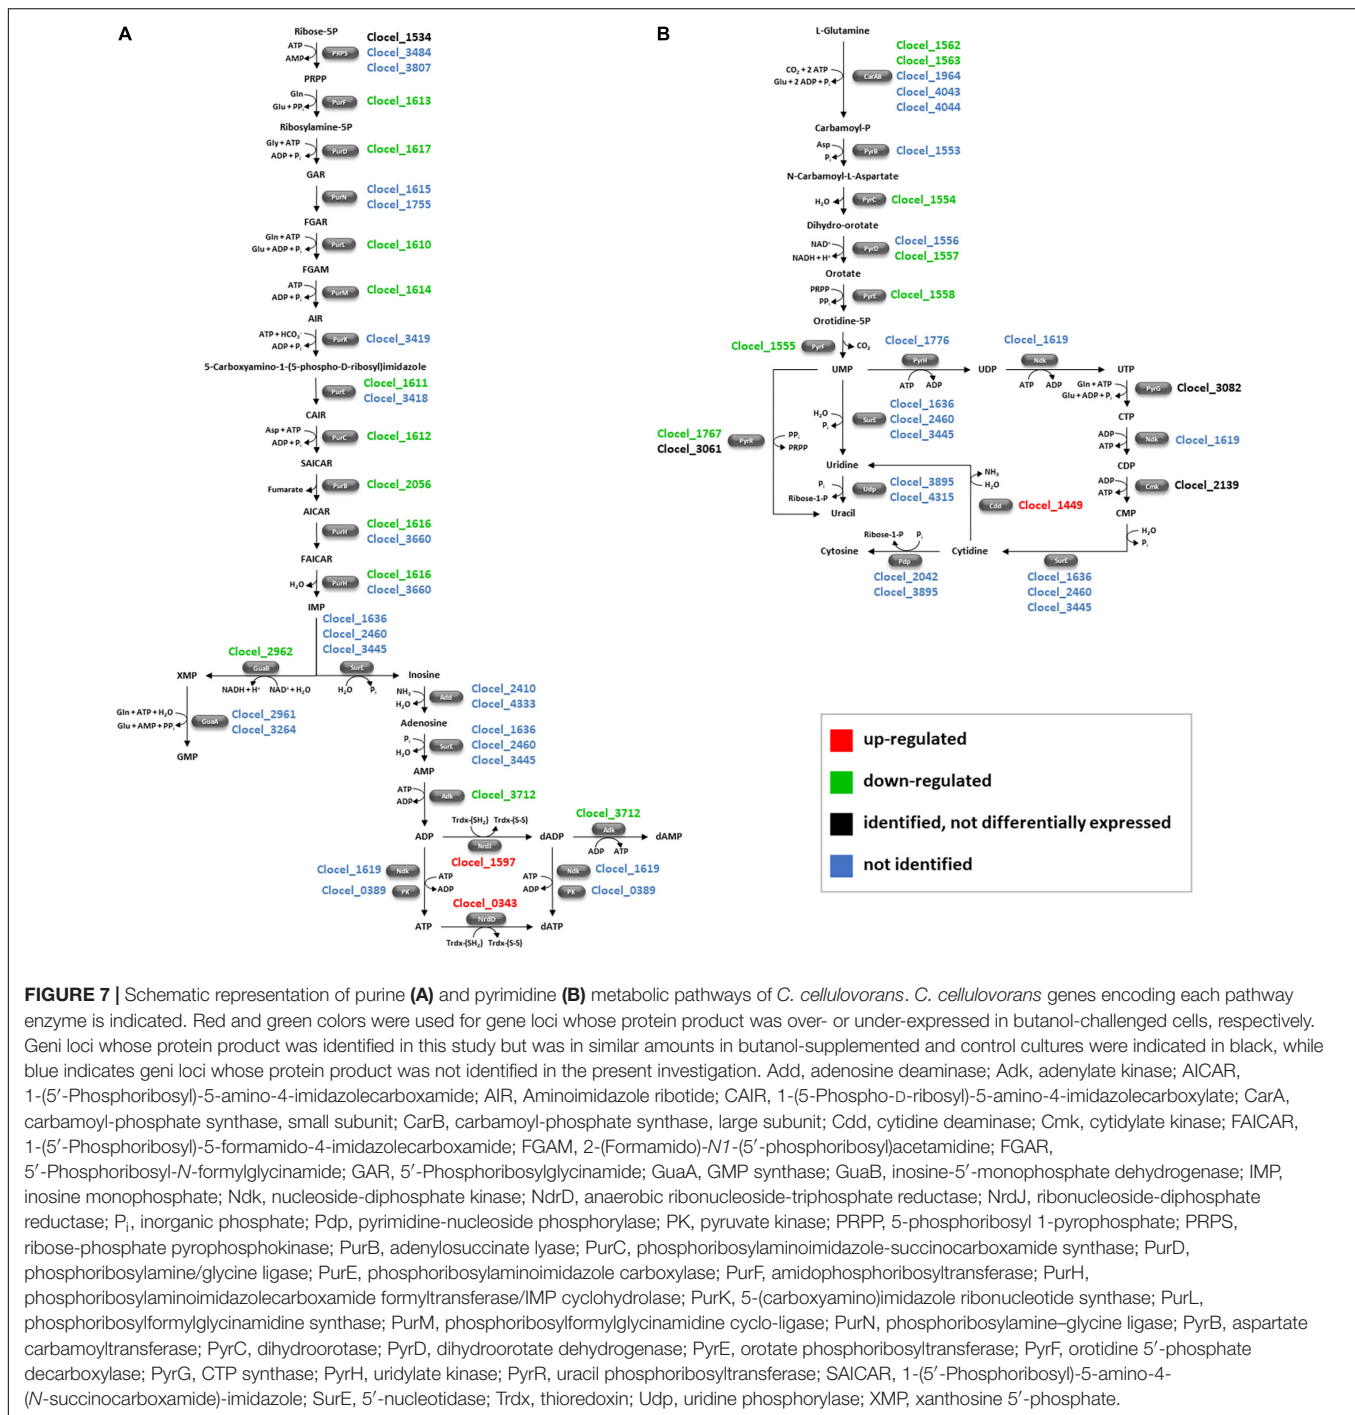 A
Ribose-5P
ATP
AMP
PRPS
Clocel_1534
Clocel_3484
Clocel_3807
PRPP
Gln
Glu + PPi
PurF
Clocel_1613
Ribosylamine-5P
Gly + ATP
ADP + Pi
PurD
Clocel_1617
GAR
PurN
Clocel_1615
Clocel_1755
FGAR
Gln + ATP
Glu + ADP + Pi
PurL
Clocel_1610
FGAM
ATP
ADP + Pi
PurM
Clocel_1614
AIR
ATP + HCO3-
ADP + Pi
PurK
Clocel_3419
5-Carboxyamino-1-(5-phospho-D-ribosyl)imidazole
PurE
Clocel_1611
Clocel_3418
CAIR
Asp + ATP
ADP + Pi
PurC
Clocel_1612
SAICAR
Fumarate
PurB
Clocel_2056
AICAR
PurH
Clocel_1616
Clocel_3660
FAICAR
H2O
PurH
Clocel_1616
Clocel_3660
IMP
Clocel_1636
Clocel_2460
Clocel_3445
Clocel_2962
GuaB
SurE
XMP
NADH + H+
NAD+ + H2O
H2O
Pi
Inosine
Gln + ATP + H2O
Glu + AMP + PPi
GuaA
Clocel_2961
Clocel_3264
GMP
NH3
H2O
Add
Clocel_2410
Clocel_4333
Adenosine
Pi
H2O
SurE
Clocel_1636
Clocel_2460
Clocel_3445
AMP
ATP
ADP
Adk
Clocel_3712
ADP
Trdx-(SH2)
Trdx-(S-S)
NrdJ
Clocel_1597
dADP
Clocel_3712
Adk
ADP
ATP
dAMP
Clocel_1619
Ndk
Clocel_0389
PK
ATP
ADP
ATP
ADP
Ndk
Clocel_1619
PK
Clocel_0389
Clocel_0343
NrdD
ATP
Trdx-(SH2)
Trdx-(S-S)
dATP
B
L-Glutamine
CO2 + 2 ATP
Glu + 2 ADP + Pi
CarAB
Clocel_1562
Clocel_1563
Clocel_1964
Clocel_4043
Clocel_4044
Carbamoyl-P
Asp
Pi
PyrB
Clocel_1553
N-Carbamoyl-L-Aspartate
H2O
PyrC
Clocel_1554
Dihydro-orotate
NAD+
NADH + H+
PyrD
Clocel_1556
Clocel_1557
Orotate
PRPP
PPi
PyrE
Clocel_1558
Orotidine-5P
Clocel_1555
PyrF
CO2
UMP
Clocel_1776
PyrH
ATP
ADP
UDP
Clocel_1619
Ndk
ATP
ADP
UTP
Gln + ATP
Glu + ADP + Pi
PyrG
Clocel_3082
CTP
ADP
ATP
Ndk
Clocel_1619
CDP
ADP
ATP
Cmk
Clocel_2139
CMP
H2O
Pi
SurE
Clocel_1636
Clocel_2460
Clocel_3445
H2O
Pi
SurE
Clocel_1636
Clocel_2460
Clocel_3445
Clocel_1767
Clocel_3061
PyrR
PPi
PRPP
Uridine
Pi
Ribose-1-P
Udp
Clocel_3895
Clocel_4315
Uracil
NH3
H2O
Cdd
Clocel_1449
Cytosine
Ribose-1-P
Pi
Pdp
Clocel_2042
Clocel_3895
Cytidine
up-regulated
down-regulated
identified, not differentially expressed
not identified
FIGURE 7 | Schematic representation of purine (A) and pyrimidine (B) metabolic pathways of C. cellulovorans. C. cellulovorans genes encoding each pathway
enzyme is indicated. Red and green colors were used for gene loci whose protein product was over- or under-expressed in butanol-challenged cells, respectively.
Geni loci whose protein product was identified in this study but was in similar amounts in butanol-supplemented and control cultures were indicated in black, while
blue indicates geni loci whose protein product was not identified in the present investigation. Add, adenosine deaminase; Adk, adenylate kinase; AICAR,
1-(5′-Phosphoribosyl)-5-amino-4-imidazolecarboxamide; AIR, Aminoimidazole ribotide; CAIR, 1-(5-Phospho-D-ribosyl)-5-amino-4-imidazolecarboxylate; CarA,
carbamoyl-phosphate synthase, small subunit; CarB, carbamoyl-phosphate synthase, large subunit; Cdd, cytidine deaminase; Cmk, cytidylate kinase; FAICAR,
1-(5′-Phosphoribosyl)-5-formamido-4-imidazolecarboxamide; FGAM, 2-(Formamido)-N1-(5′-phosphoribosyl)acetamidine; FGAR,
5′-Phosphoribosyl-N-formylglycinamide; GAR, 5′-Phosphoribosylglycinamide; GuaA, GMP synthase; GuaB, inosine-5′-monophosphate dehydrogenase; IMP,
inosine monophosphate; Ndk, nucleoside-diphosphate kinase; NdrD, anaerobic ribonucleoside-triphosphate reductase; NrdJ, ribonucleoside-diphosphate
reductase; Pi, inorganic phosphate; Pdp, pyrimidine-nucleoside phosphorylase; PK, pyruvate kinase; PRPP, 5-phosphoribosyl 1-pyrophosphate; PRPS,
ribose-phosphate pyrophosphokinase; PurB, adenylosuccinate lyase; PurC, phosphoribosylaminoimidazole-succinocarboxamide synthase; PurD,
phosphoribosylamine/glycine ligase; PurE, phosphoribosylaminoimidazole carboxylase; PurF, amidophosphoribosyltransferase; PurH,
phosphoribosylaminoimidazolecarboxamide formyltransferase/IMP cyclohydrolase; PurK, 5-(carboxyamino)imidazole ribonucleotide synthase; PurL,
phosphoribosylformylglycinamidine synthase; PurM, phosphoribosylformylglycinamidine cyclo-ligase; PurN, phosphoribosylamine–glycine ligase; PyrB, aspartate
carbamoyltransferase; PyrC, dihydroorotase; PyrD, dihydroorotate dehydrogenase; PyrE, orotate phosphoribosyltransferase; PyrF, orotidine 5′-phosphate
decarboxylase; PyrG, CTP synthase; PyrH, uridylate kinase; PyrR, uracil phosphoribosyltransferase; SAICAR, 1-(5′-Phosphoribosyl)-5-amino-4-
(N-succinocarboxamide)-imidazole; SurE, 5′-nucleotidase; Trdx, thioredoxin; Udp, uridine phosphorylase; XMP, xanthosine 5′-phosphate.